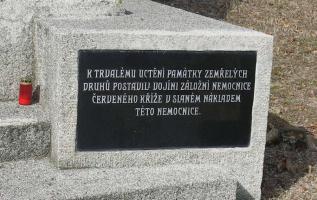 K TRVALÉMU UCTĚNÍ PAMÁTKY ZEMŘELÝCH
DRUHŮ POSTAVILI VOJÍNI ZÁLOŽNÍ NEMOCNICE
ČERVENÉHO KŘÍŽE V SLANÉM NÁKLADEM
TÉTO NEMOCNICE.